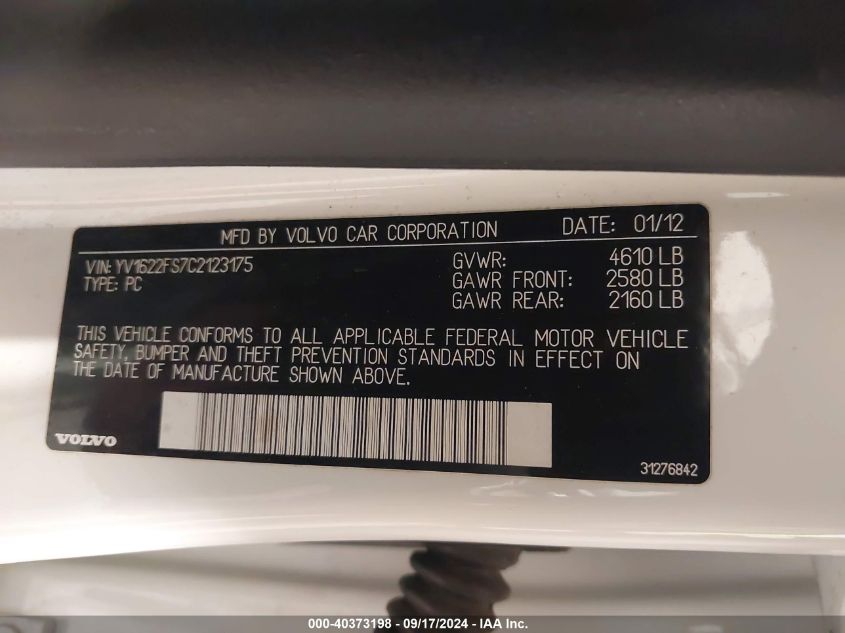 MFD BY VOLVO CAR CORPORATION DATE: 01/12
VIN: YV1622FS7C2123175 GVWR: 4610 LB
TYPE: PC GAWR FRONT: 2580 LB
GAWR REAR: 2160 LB
THIS VEHICLE CONFORMS TO ALL APPLICABLE FEDERAL MOTOR VEHICLE
SAFETY, BUMPER AND THEFT PREVENTION STANDARDS IN EFFECT ON
THE DATE OF MANUFACTURE SHOWN ABOVE.
VOLVO 31276842
000-40373198 - 09/17/2024 - IAA Inc.